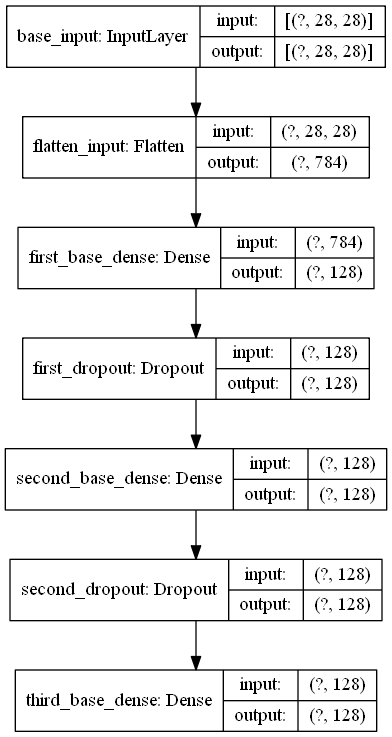 base_input: InputLayer
input: [(?, 28, 28)]
output: [(?, 28, 28)]
flatten_input: Flatten
input: (?, 28, 28)
output: (?, 784)
first_base_dense: Dense
input: (?, 784)
output: (?, 128)
first_dropout: Dropout
input: (?, 128)
output: (?, 128)
second_base_dense: Dense
input: (?, 128)
output: (?, 128)
second_dropout: Dropout
input: (?, 128)
output: (?, 128)
third_base_dense: Dense
input: (?, 128)
output: (?, 128)